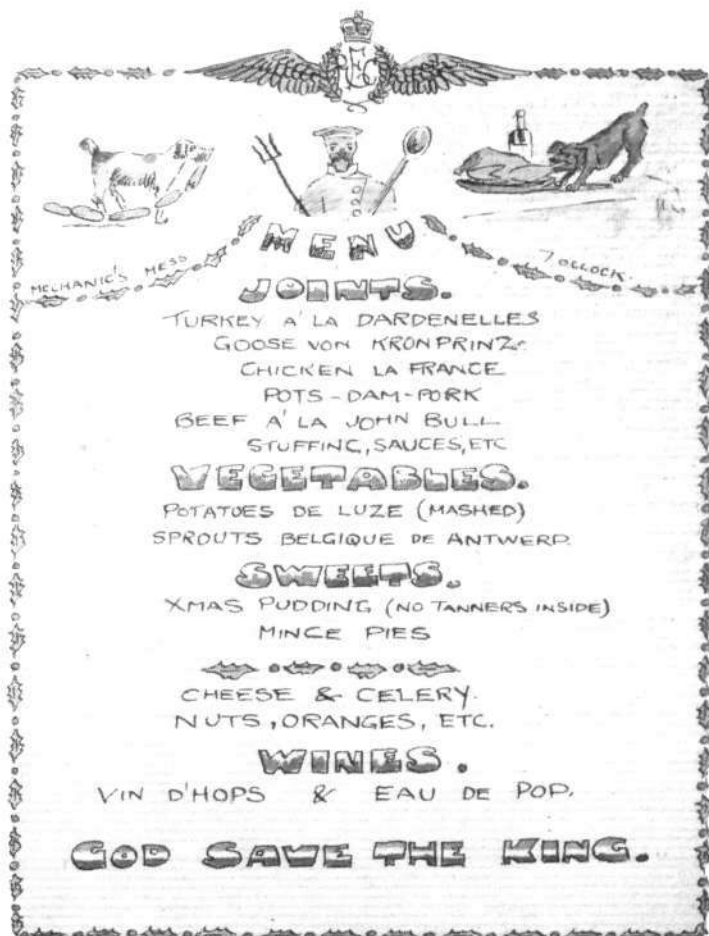 RFC
MENU
MECHANIC'S MESS
7 OLLOCK.
JOINTS.
TURKEY A' LA DARDENELLES
GOOSE VON KRONPRINZ
CHICKEN LA FRANCE
POTS-DAM-PORK
BEEF A' LA JOHN BULL
STUFFING, SAUCES, ETC
VEGETABLES.
POTATOES DE LUZE (MASHED)
SPROUTS BELGIQUE DE ANTWERP.
SWEETS.
XMAS PUDDING (NO TANNERS INSIDE)
MINCE PIES
CHEESE & CELERY.
NUTS, ORANGES, ETC.
WINES.
VIN D'HOPS & EAU DE POP.
GOD SAVE THE KING.